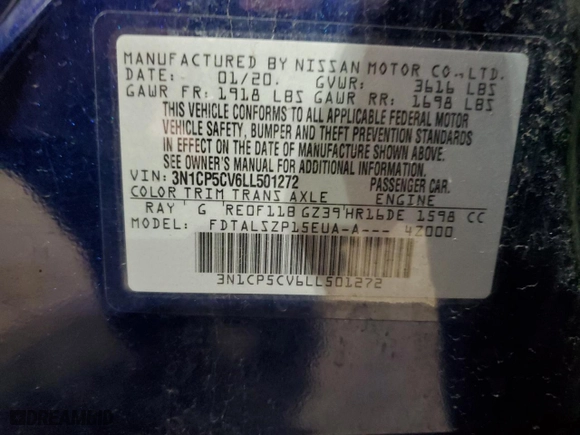 MANUFACTURED BY NISSAN MOTOR CO., LTD.
DATE: 01/20 GVWR: 3616 LBS
GAWR FR: 1918 LBS GAWR RR: 1698 LBS
THIS VEHICLE CONFORMS TO ALL APPLICABLE FEDERAL MOTOR
VEHICLE SAFETY, BUMPER AND THEFT PREVENTION STANDARDS
IN EFFECT ON THE DATE OF MANUFACTURE SHOWN ABOVE.
SEE OWNER'S MANUAL FOR ADDITIONAL INFORMATION.
VIN: 3N1CP5CV6LL501272 PASSENGER CAR.
COLOR TRIM TRANS AXLE ENGINE
RAY G RE0F11B GZ39 HR16DE 1598 CC
MODEL: FDTALSZP15EUA-A--- 4Z000
3N1CP5CV6LL501272
DREAMBID